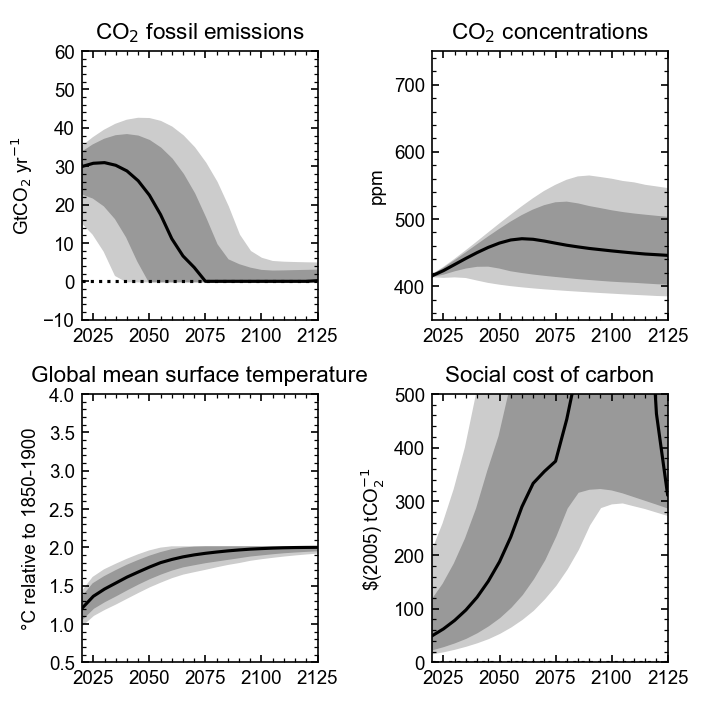 CO₂ fossil emissions
60
50
40
30
20
10
0
−10
GtCO₂ yr⁻¹
2025 2050 2075 2100 2125
CO₂ concentrations
700
600
500
400
ppm
2025 2050 2075 2100 2125
Global mean surface temperature
4.0
3.5
3.0
2.5
2.0
1.5
1.0
0.5
°C relative to 1850-1900
2025 2050 2075 2100 2125
Social cost of carbon
500
400
300
200
100
0
$(2005) tCO₂⁻¹
2025 2050 2075 2100 2125